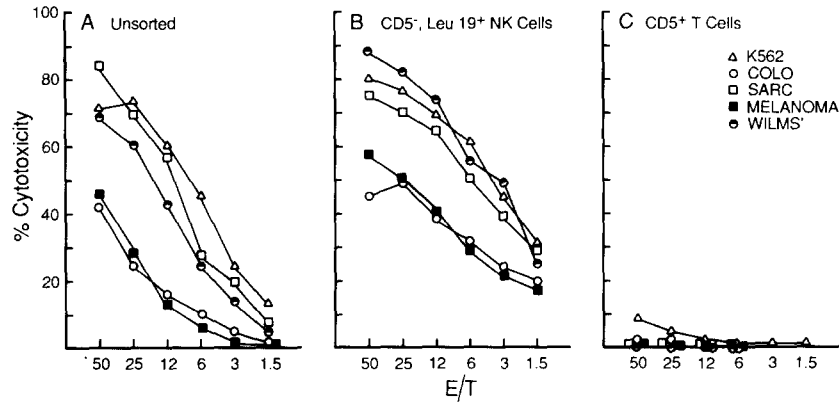 A Unsorted
B CD5⁻, Leu 19⁺ NK Cells
C CD5⁺ T Cells
K562
COLO
SARC
MELANOMA
WILMS'
% Cytotoxicity
80
60
40
20
50 25 12 6 3 1.5
50 25 12 6 3 1.5
50 25 12 6 3 1.5
E/T